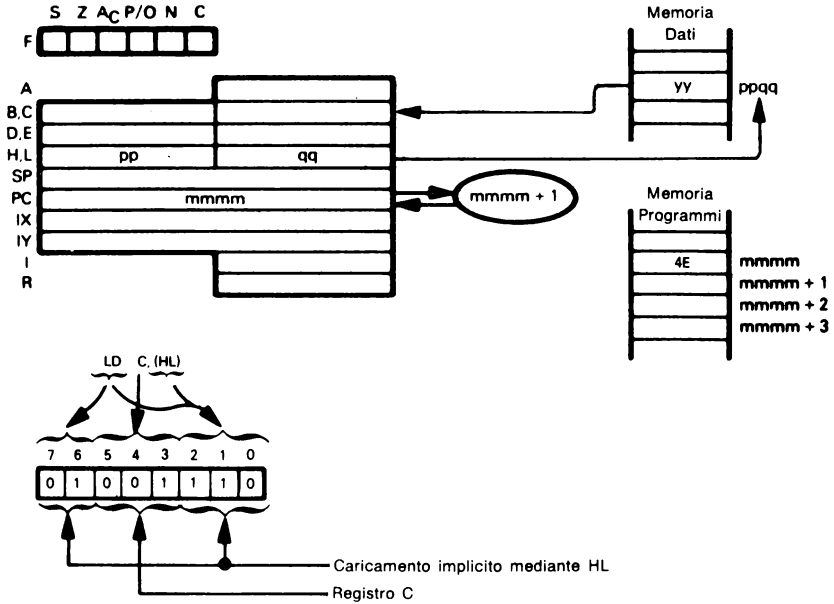 S Z AC P/O N C
F
Memoria
Dati
A
yy ppqq
B,C
D,E
H,L pp qq
SP
PC mmmm mmmm + 1
IX
IY
I
R
Memoria
Programmi
4E mmmm
mmmm + 1
mmmm + 2
mmmm + 3
LD C, (HL)
7 6 5 4 3 2 1 0
0 1 0 0 1 1 1 0
Caricamento implicito mediante HL
Registro C